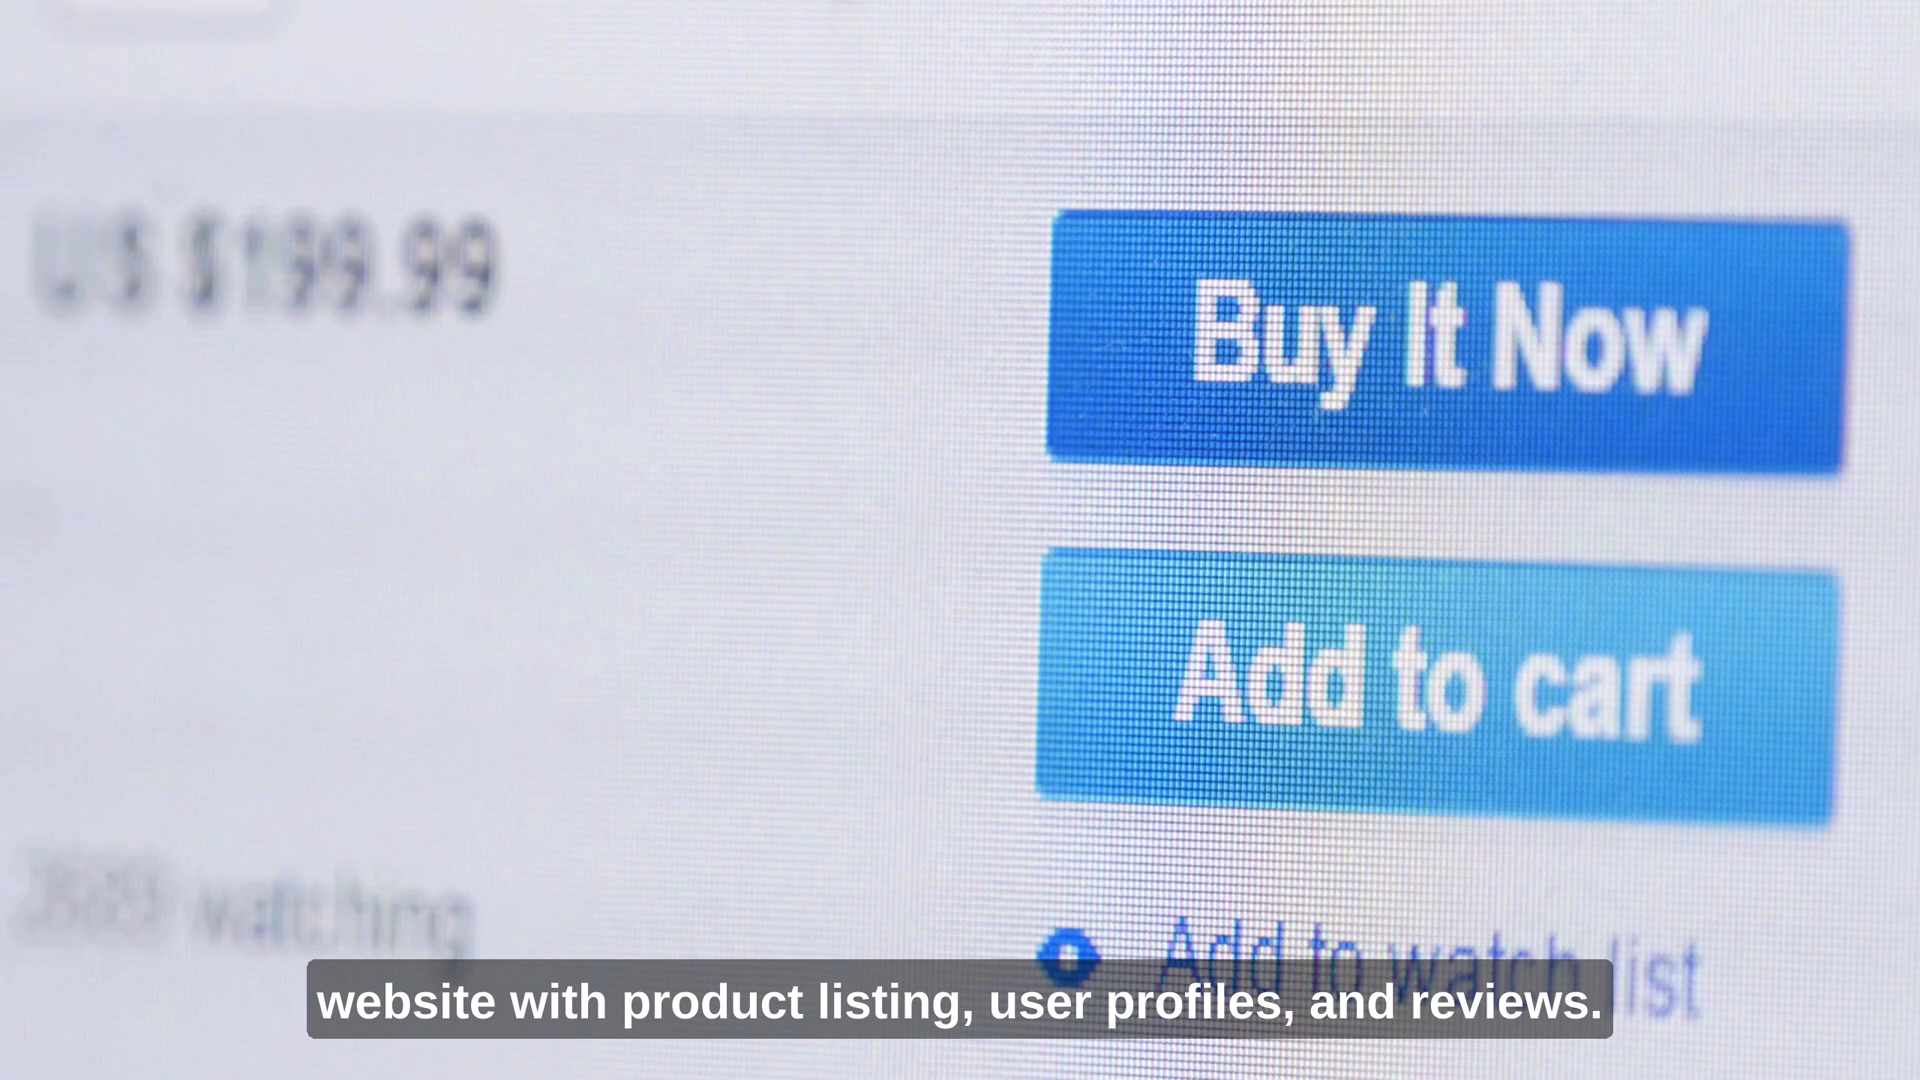 US $199.99
Buy It Now
Add to cart
watching
Add to watch list
website with product listing, user profiles, and reviews.